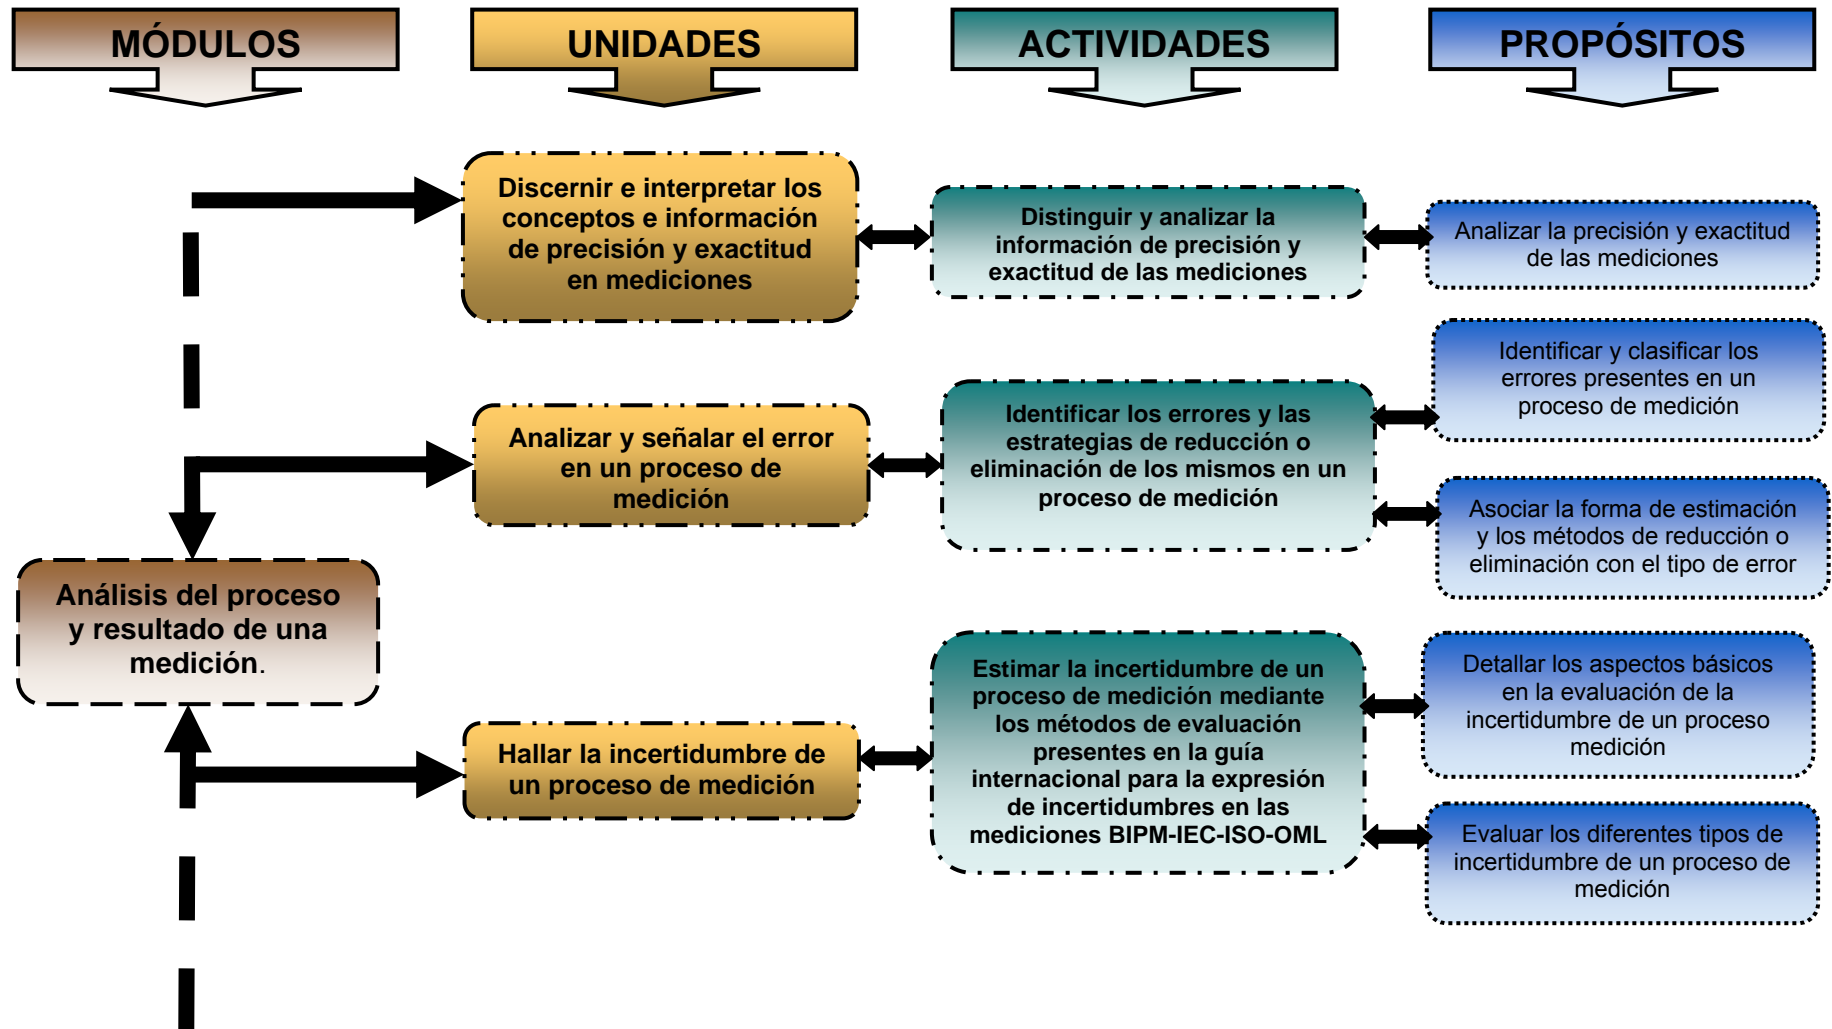 MÓDULOS
UNIDADES
ACTIVIDADES
PROPÓSITOS
Discernir e interpretar los
conceptos e información
de precisión y exactitud
en mediciones
Distinguir y analizar la
información de precisión y
exactitud de las mediciones
Analizar la precisión y exactitud
de las mediciones
Identificar y clasificar los
errores presentes en un
proceso de medición
Analizar y señalar el error
en un proceso de
medición
Identificar los errores y las
estrategias de reducción o
eliminación de los mismos en un
proceso de medición
Asociar la forma de estimación
y los métodos de reducción o
eliminación con el tipo de error
Análisis del proceso
y resultado de una
medición.
Hallar la incertidumbre de
un proceso de medición
Estimar la incertidumbre de un
proceso de medición mediante
los métodos de evaluación
presentes en la guía
internacional para la expresión
de incertidumbres en las
mediciones BIPM-IEC-ISO-OML
Detallar los aspectos básicos
en la evaluación de la
incertidumbre de un proceso
medición
Evaluar los diferentes tipos de
incertidumbre de un proceso de
medición